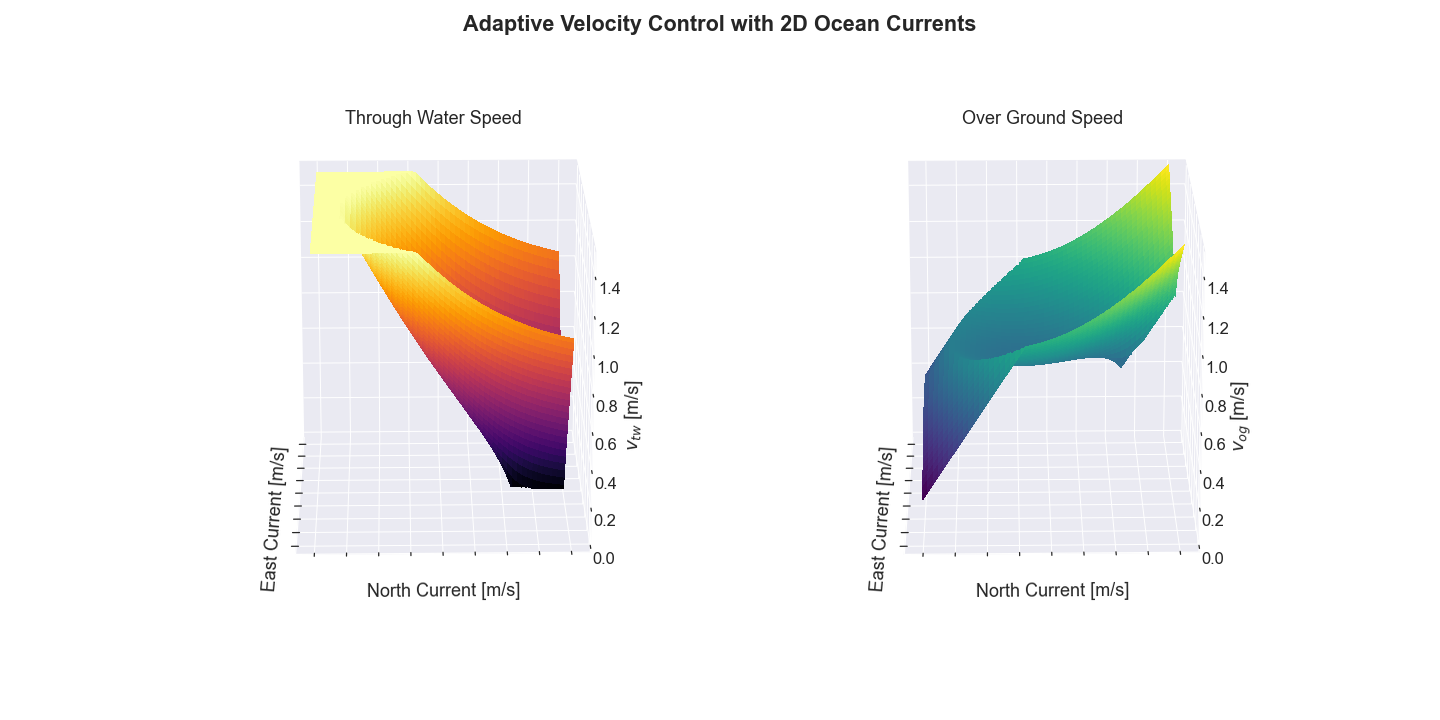 Adaptive Velocity Control with 2D Ocean Currents
Through Water Speed
1.4
1.2
1.0
0.8
0.6
0.4
0.2
0.0
v_tw [m/s]
East Current [m/s]
North Current [m/s]
Over Ground Speed
1.4
1.2
1.0
0.8
0.6
0.4
0.2
0.0
v_og [m/s]
East Current [m/s]
North Current [m/s]